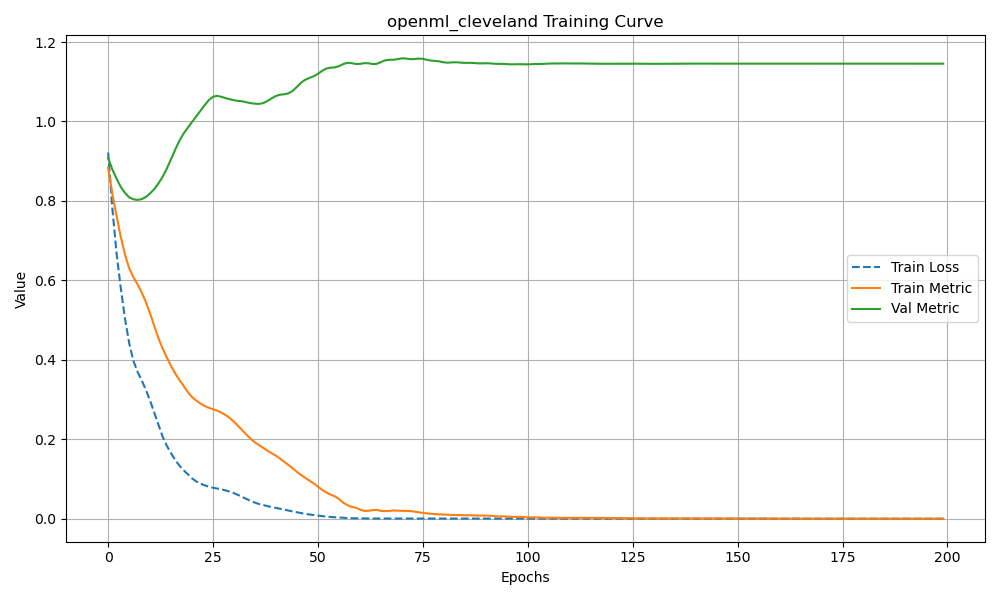 openml_cleveland Training Curve
1.2
1.0
0.8
0.6
0.4
0.2
0.0
Value
Train Loss
Train Metric
Val Metric
0 25 50 75 100 125 150 175 200
Epochs